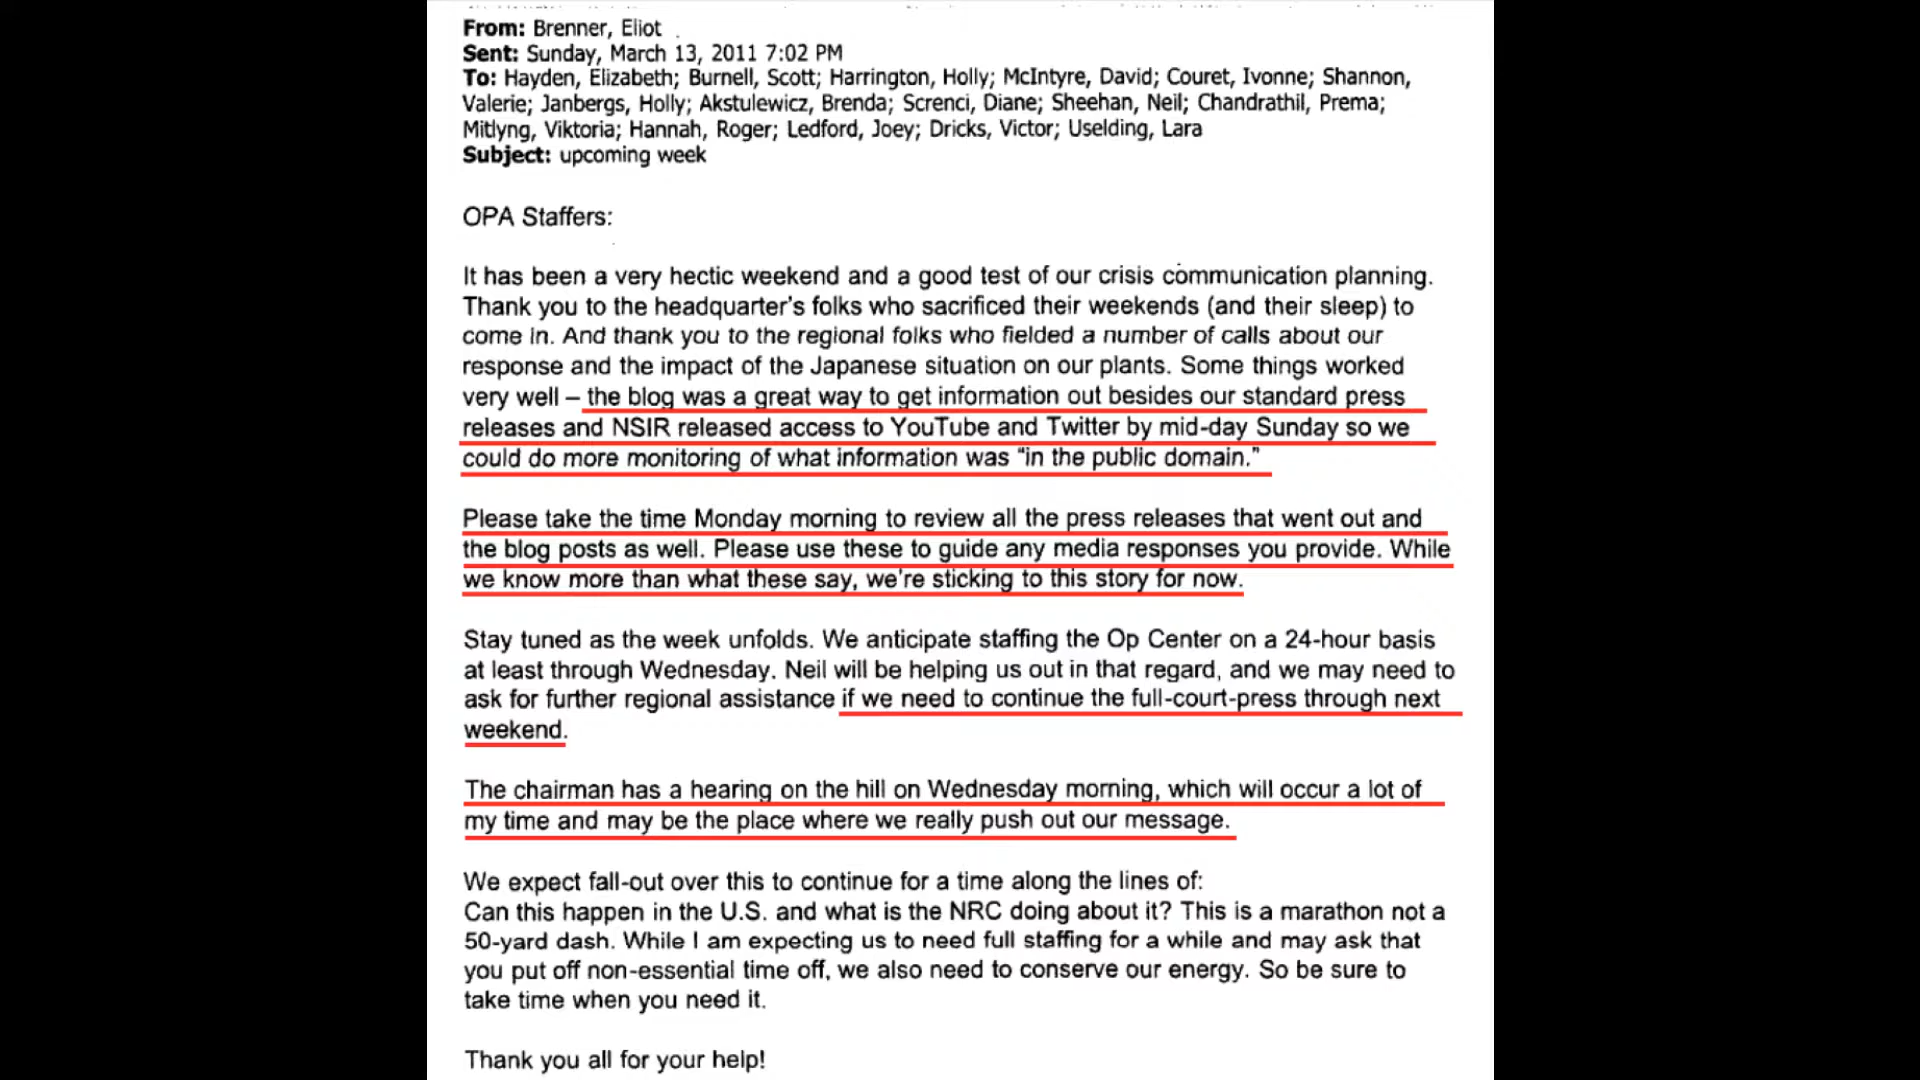 From: Brenner, Eliot
Sent: Sunday, March 13, 2011 7:02 PM
To: Hayden, Elizabeth; Burnell, Scott; Harrington, Holly; McIntyre, David; Couret, Ivonne; Shannon,
Valerie; Janbergs, Holly; Akstulewicz, Brenda; Screnci, Diane; Sheehan, Neil; Chandrathil, Prema;
Mitlyng, Viktoria; Hannah, Roger; Ledford, Joey; Dricks, Victor; Uselding, Lara
Subject: upcoming week
OPA Staffers:
It has been a very hectic weekend and a good test of our crisis communication planning.
Thank you to the headquarter's folks who sacrificed their weekends (and their sleep) to
come in. And thank you to the regional folks who fielded a number of calls about our
response and the impact of the Japanese situation on our plants. Some things worked
very well – the blog was a great way to get information out besides our standard press
releases and NSIR released access to YouTube and Twitter by mid-day Sunday so we
could do more monitoring of what information was “in the public domain.”
Please take the time Monday morning to review all the press releases that went out and
the blog posts as well. Please use these to guide any media responses you provide. While
we know more than what these say, we're sticking to this story for now.
Stay tuned as the week unfolds. We anticipate staffing the Op Center on a 24-hour basis
at least through Wednesday. Neil will be helping us out in that regard, and we may need to
ask for further regional assistance if we need to continue the full-court-press through next
weekend.
The chairman has a hearing on the hill on Wednesday morning, which will occur a lot of
my time and may be the place where we really push out our message.
We expect fall-out over this to continue for a time along the lines of:
Can this happen in the U.S. and what is the NRC doing about it? This is a marathon not a
50-yard dash. While I am expecting us to need full staffing for a while and may ask that
you put off non-essential time off, we also need to conserve our energy. So be sure to
take time when you need it.
Thank you all for your help!